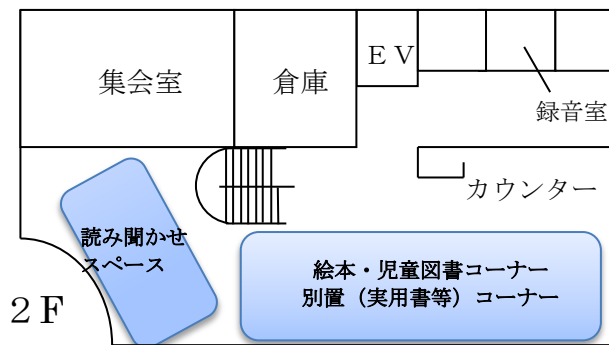 集会室
倉庫
ＥＶ
録音室
カウンター
読み聞かせ
スペース
絵本・児童図書コーナー
別置（実用書等）コーナー
２Ｆ